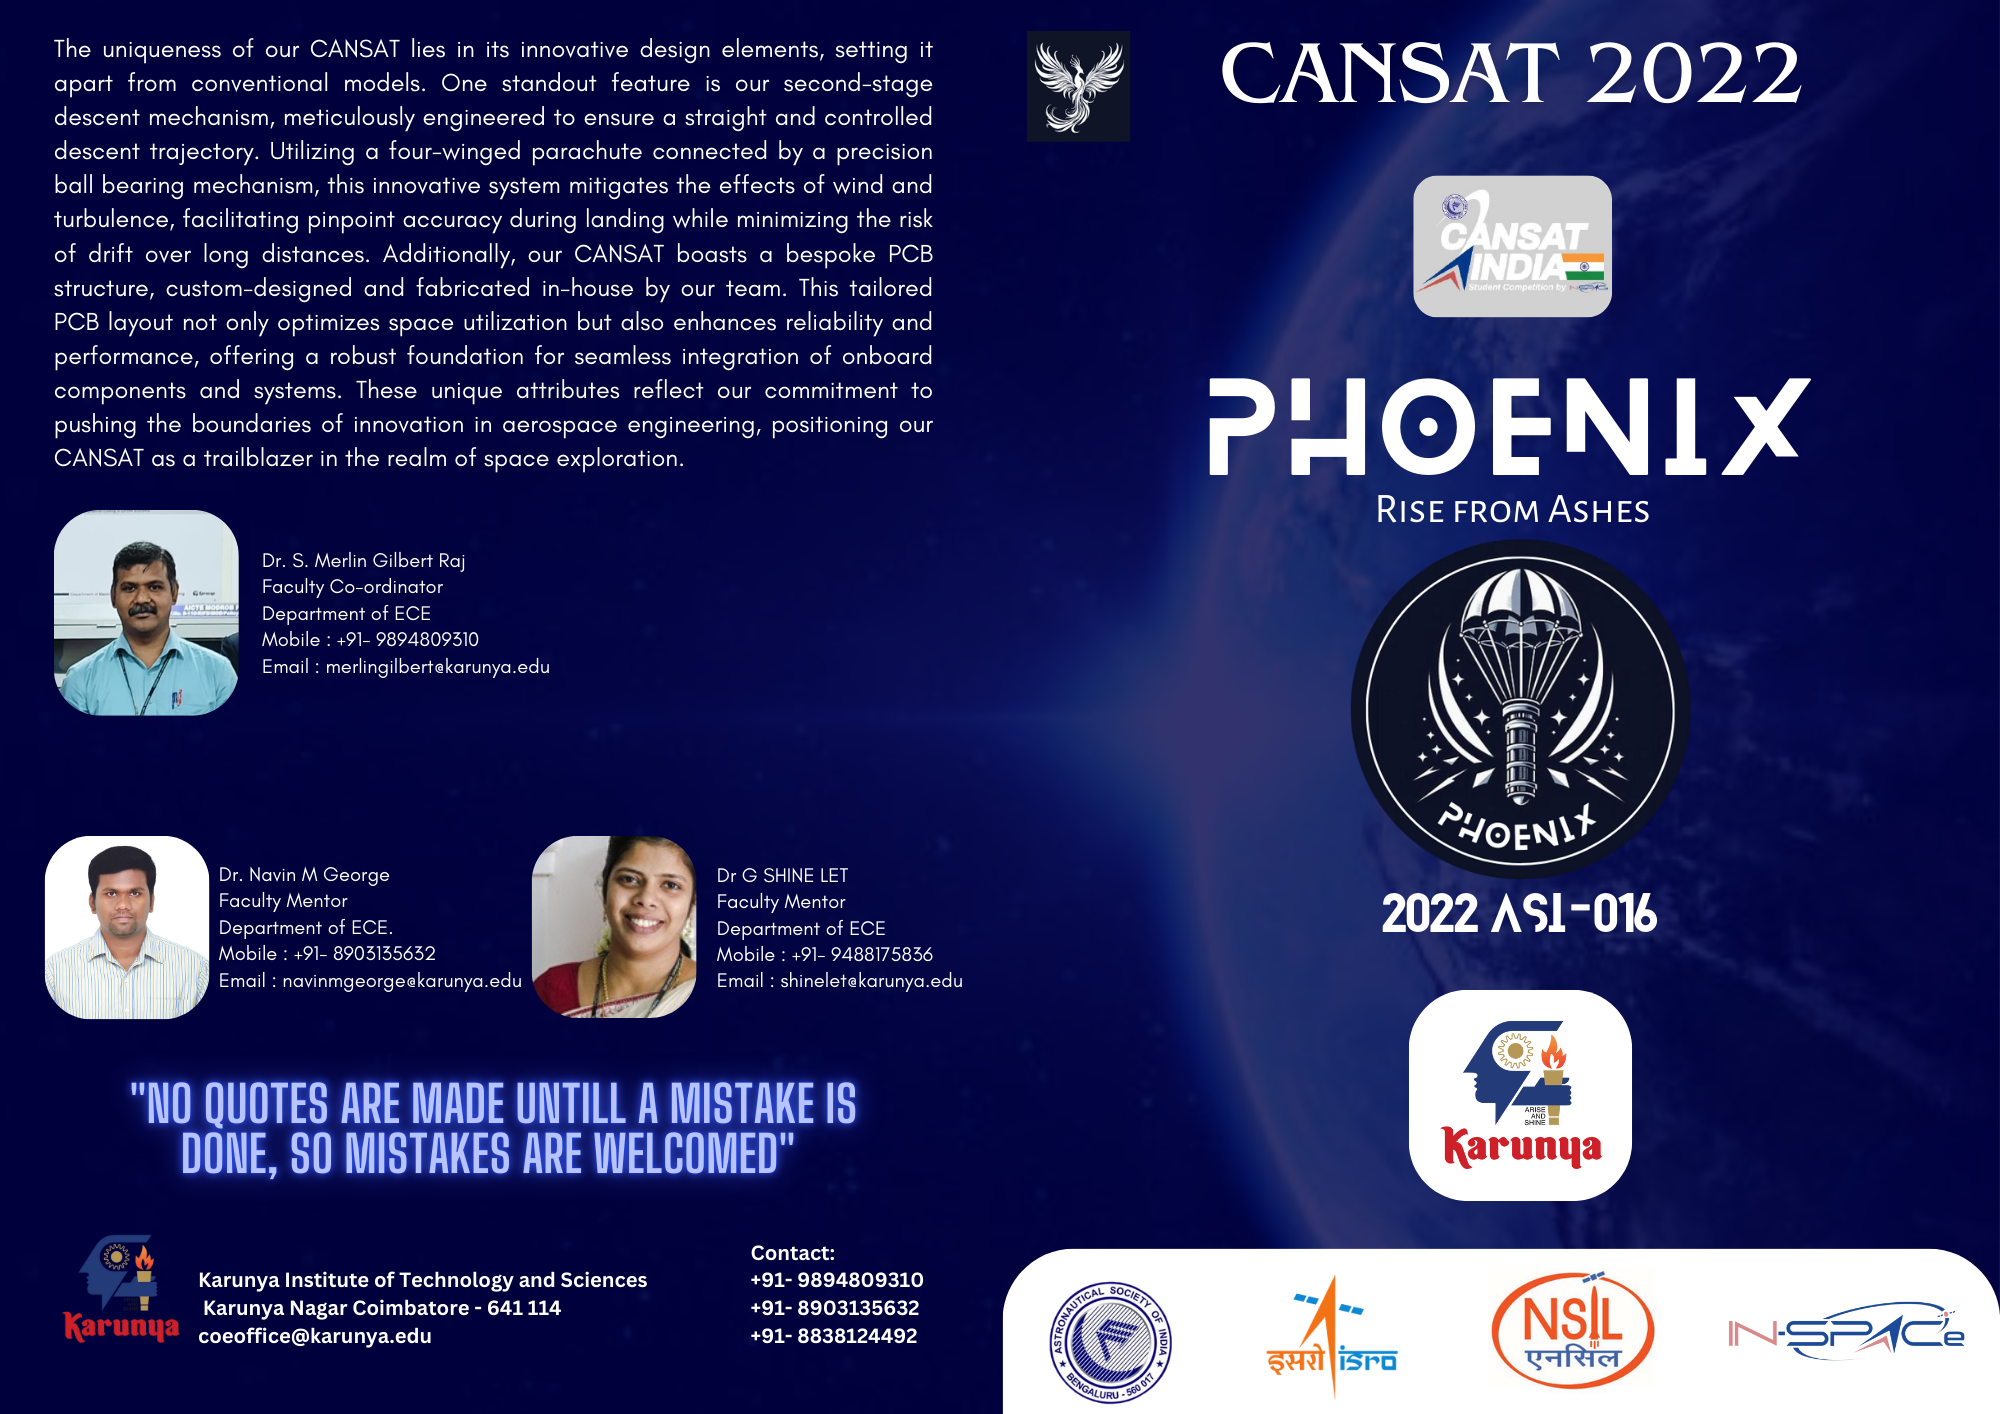 The uniqueness of our CANSAT lies in its innovative design elements, setting it
apart from conventional models. One standout feature is our second-stage
descent mechanism, meticulously engineered to ensure a straight and controlled
descent trajectory. Utilizing a four-winged parachute connected by a precision
ball bearing mechanism, this innovative system mitigates the effects of wind and
turbulence, facilitating pinpoint accuracy during landing while minimizing the risk
of drift over long distances. Additionally, our CANSAT boasts a bespoke PCB
structure, custom-designed and fabricated in-house by our team. This tailored
PCB layout not only optimizes space utilization but also enhances reliability and
performance, offering a robust foundation for seamless integration of onboard
components and systems. These unique attributes reflect our commitment to
pushing the boundaries of innovation in aerospace engineering, positioning our
CANSAT as a trailblazer in the realm of space exploration.
Dr. S. Merlin Gilbert Raj
Faculty Co-ordinator
Department of ECE
Mobile : +91- 9894809310
Email : merlingilbert@karunya.edu
Dr. Navin M George
Faculty Mentor
Department of ECE.
Mobile : +91- 8903135632
Email : navinmgeorge@karunya.edu
Dr G SHINE LET
Faculty Mentor
Department of ECE
Mobile : +91- 9488175836
Email : shinelet@karunya.edu
"NO QUOTES ARE MADE UNTILL A MISTAKE IS
DONE, SO MISTAKES ARE WELCOMED"
Karunya
Karunya Institute of Technology and Sciences
Karunya Nagar Coimbatore - 641 114
coeoffice@karunya.edu
Contact:
+91- 9894809310
+91- 8903135632
+91- 8838124492
CANSAT 2022
CANSAT
INDIA
Student Competition by
PHOENIX
RISE FROM ASHES
PHOENIX
2022 ASI-016
ARISE
AND
SHINE
Karunya
ASTRONAUTICAL SOCIETY OF INDIA
BENGALURU - 560 017
इसरो isro
NSIL
एनसिल
IN-SPACe